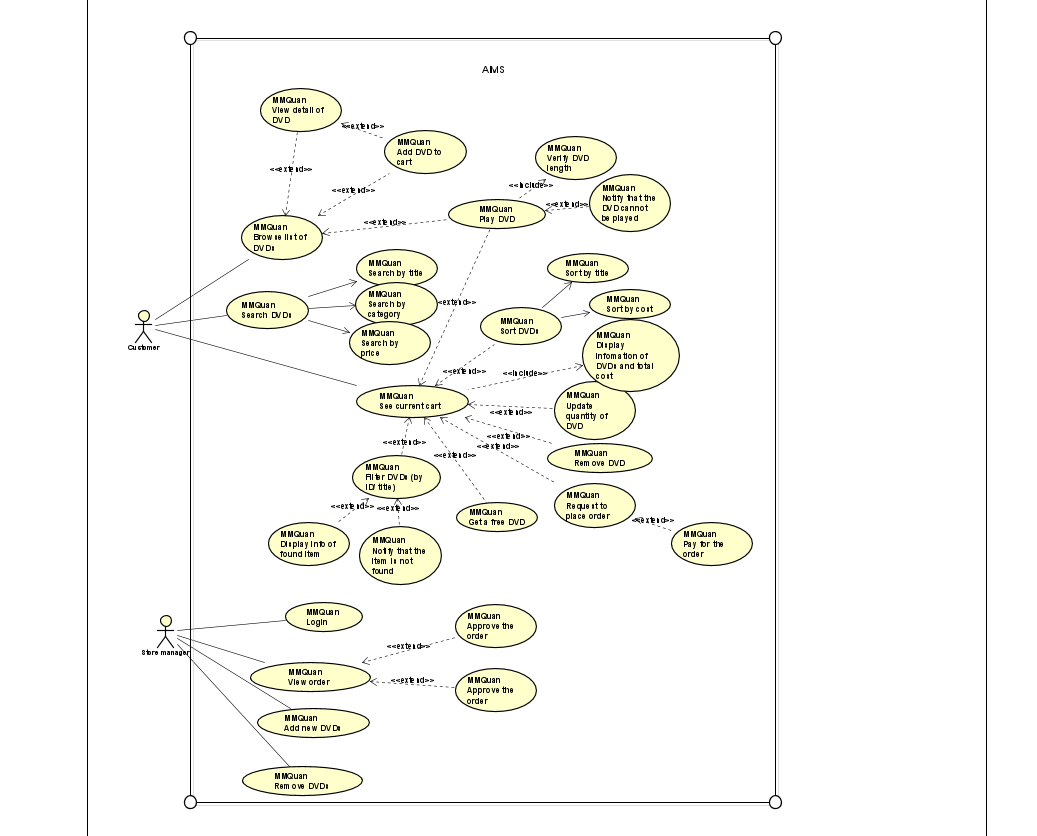 AIMS
MMQuan
View detail of
DVD
<<extend>>
MMQuan
Add DVD to
cart
<<extend>>
<<extend>>
MMQuan
Verify DVD
length
<<include>>
MMQuan
Notify that the
DVD cannot
be played
<<extend>>
MMQuan
Play DVD
<<extend>>
MMQuan
Browse list of
DVDs
MMQuan
Search by title
MMQuan
Search by
category
MMQuan
Search by
price
<<extend>>
MMQuan
Search DVDs
Customer
MMQuan
Sort by title
MMQuan
Sort by cost
MMQuan
Sort DVDs
MMQuan
Display
infomation of
DVDs and total
cost
<<extend>>
<<include>>
MMQuan
See current cart
MMQuan
Update
quantity of
DVD
<<extend>>
<<extend>>
<<extend>>
<<extend>>
<<extend>>
MMQuan
Remove DVD
MMQuan
Filter DVDs (by
ID/ title)
<<extend>>
<<extend>>
MMQuan
Get a free DVD
MMQuan
Request to
place order
<<extend>>
MMQuan
Pay for the
order
MMQuan
Display info of
found item
MMQuan
Notify that the
item is not
found
MMQuan
Login
Store manager
MMQuan
Approve the
order
<<extend>>
MMQuan
View order
<<extend>>
MMQuan
Approve the
order
MMQuan
Add new DVDs
MMQuan
Remove DVDs